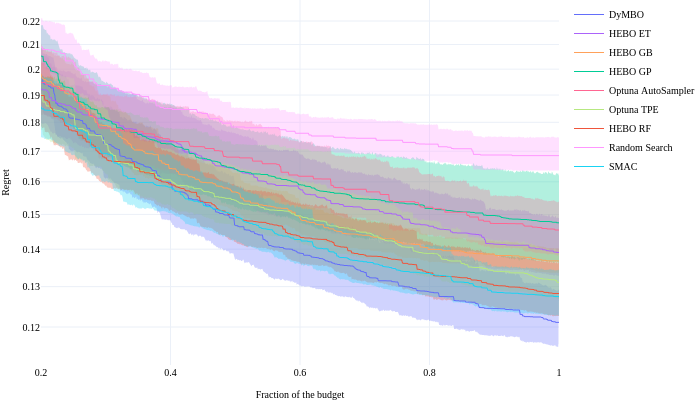 0.22
0.21
0.2
0.19
0.18
0.17
0.16
0.15
0.14
0.13
0.12
Regret
0.2
0.4
0.6
0.8
1
Fraction of the budget
DyMBO
HEBO ET
HEBO GB
HEBO GP
Optuna AutoSampler
Optuna TPE
HEBO RF
Random Search
SMAC